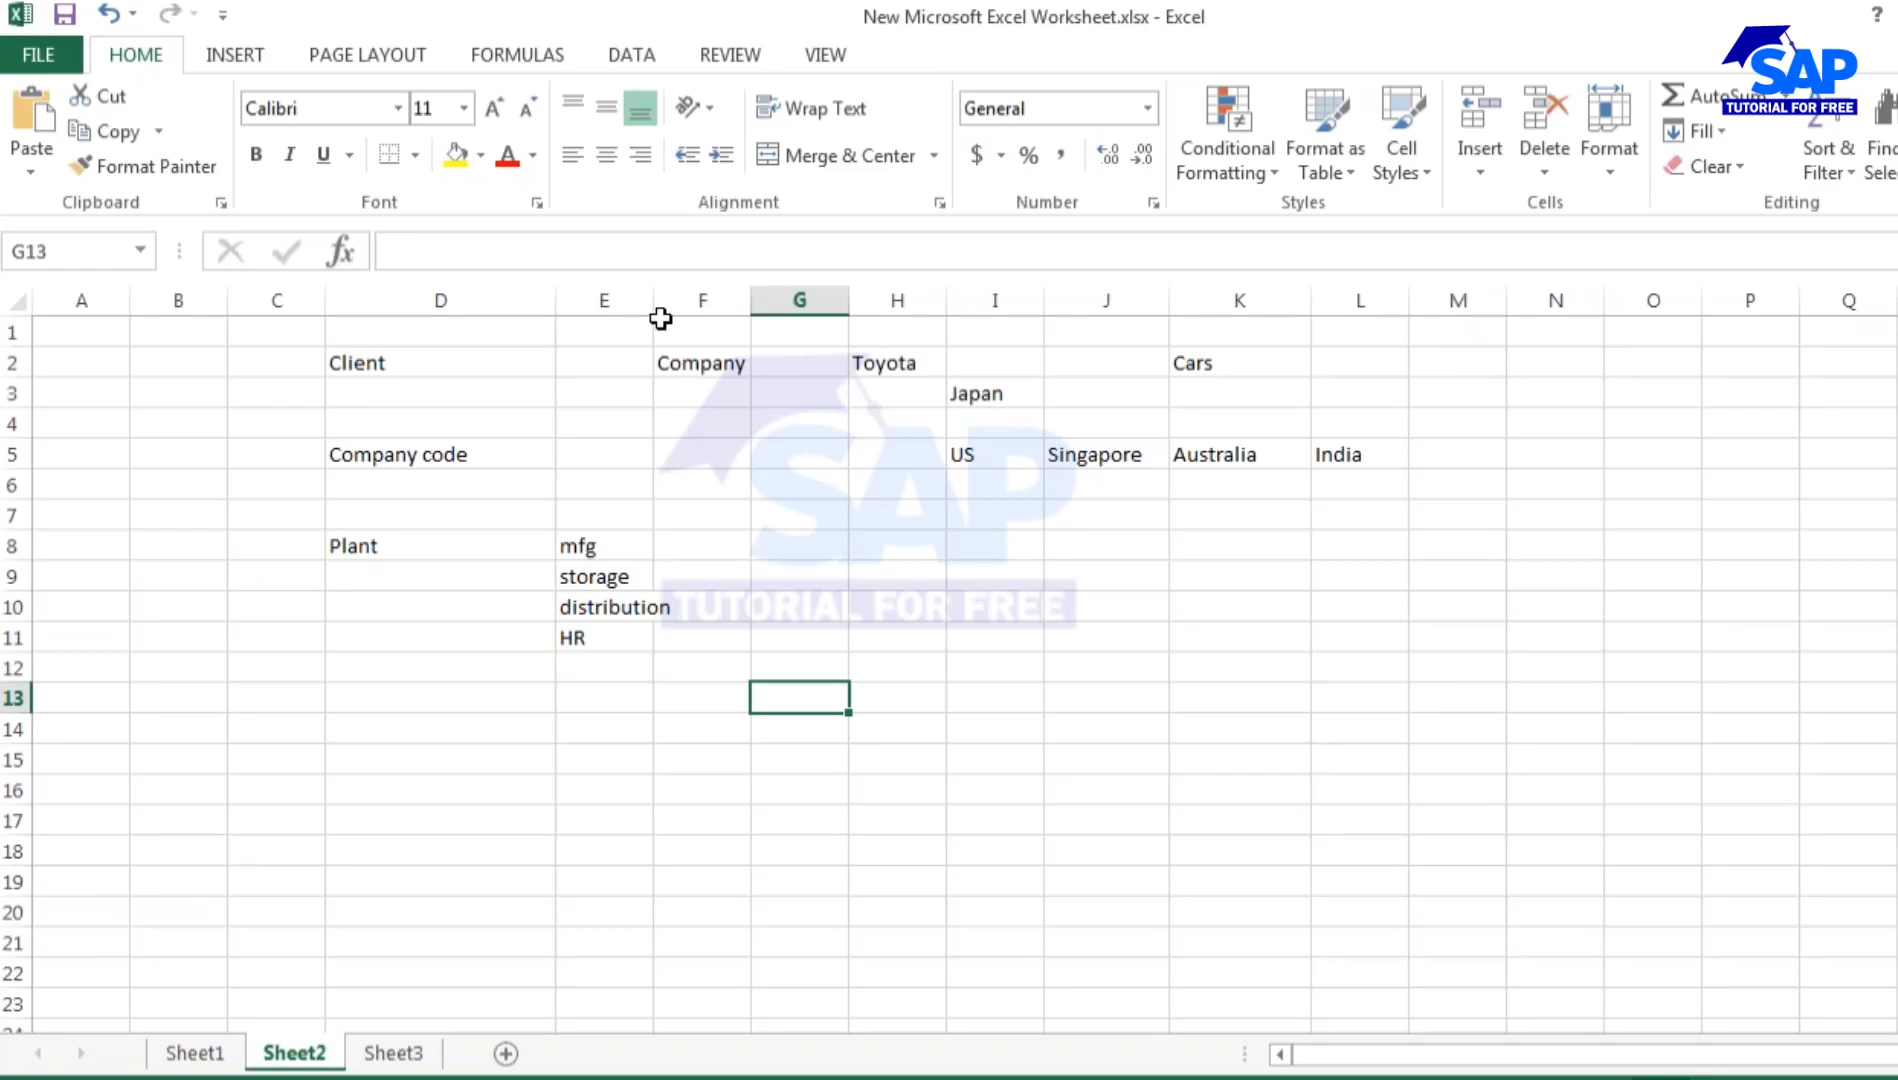 New Microsoft Excel Worksheet.xlsx - Excel
?
FILE HOME INSERT PAGE LAYOUT FORMULAS DATA REVIEW VIEW
SAP
TUTORIAL FOR FREE
Cut
Copy
Format Painter
Paste
Clipboard
Calibri 11
B I U
Font
Wrap Text
Merge & Center
Alignment
General
$ % ,
Number
Conditional Formatting
Format as Table
Cell Styles
Styles
Insert Delete Format
Cells
Fill
Clear
Sort & Filter
Editing
G13
fx
A B C D E F G H I J K L M N O P Q
1
2 Client Company Toyota Cars
3 Japan
4
5 Company code US Singapore Australia India
6
7
8 Plant mfg
9 storage
10 distribution
11 HR
12
13
14
15
16
17
18
19
20
21
22
23
SAP
TUTORIAL FOR FREE
Sheet1 Sheet2 Sheet3